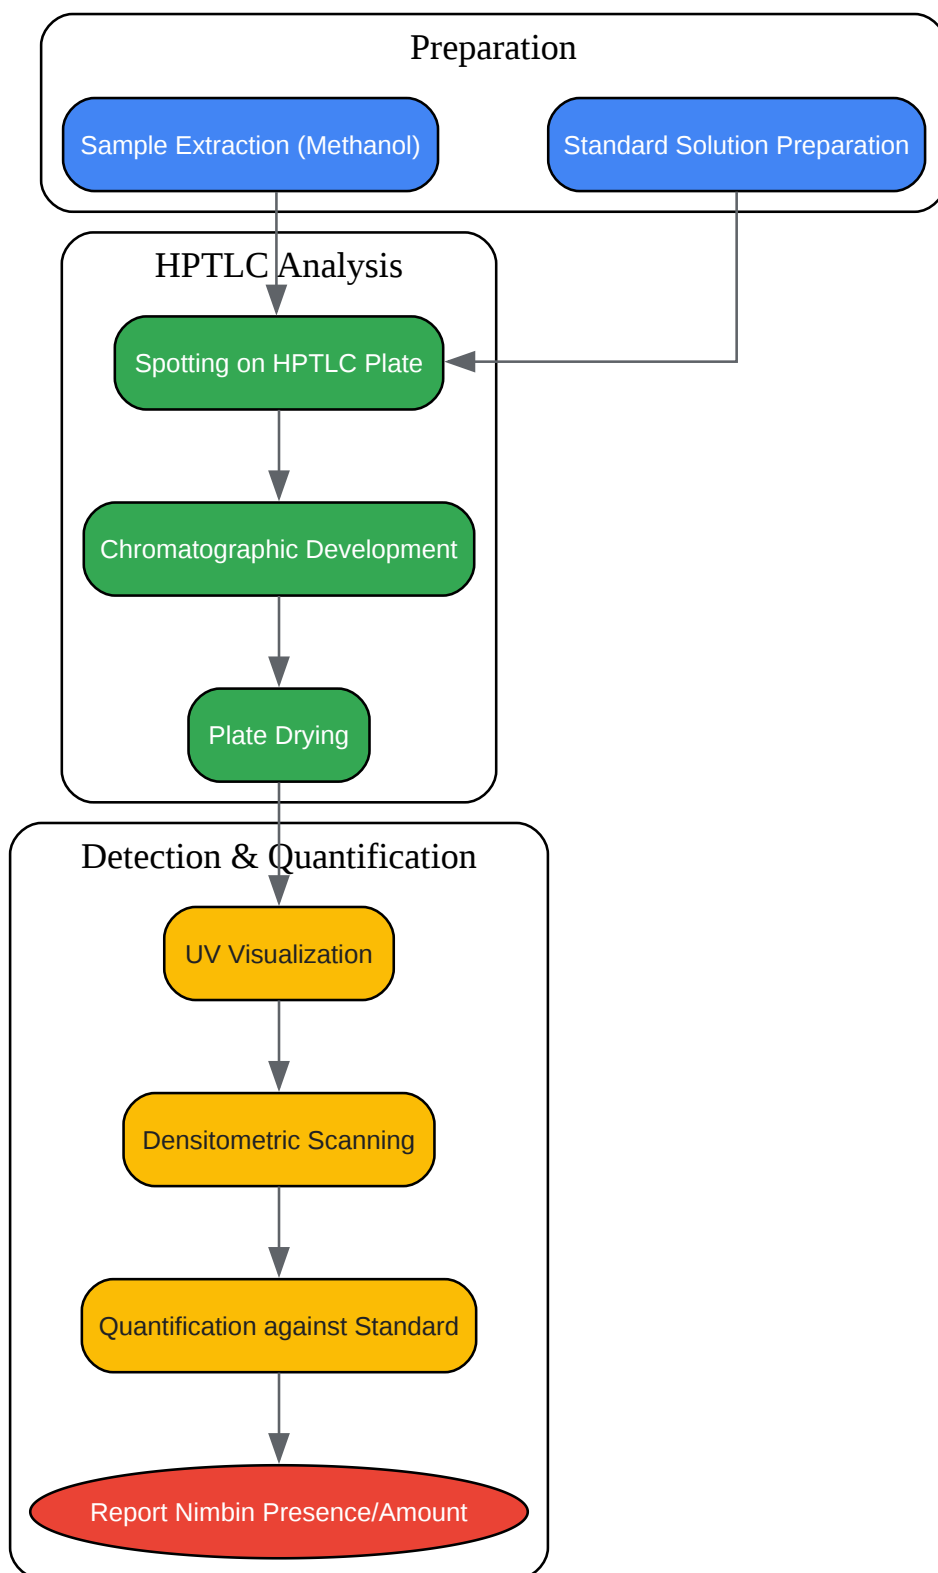 Preparation
Sample Extraction (Methanol)
Standard Solution Preparation
HPTLC Analysis
Spotting on HPTLC Plate
Chromatographic Development
Plate Drying
Detection & Quantification
UV Visualization
Densitometric Scanning
Quantification against Standard
Report Nimbin Presence/Amount